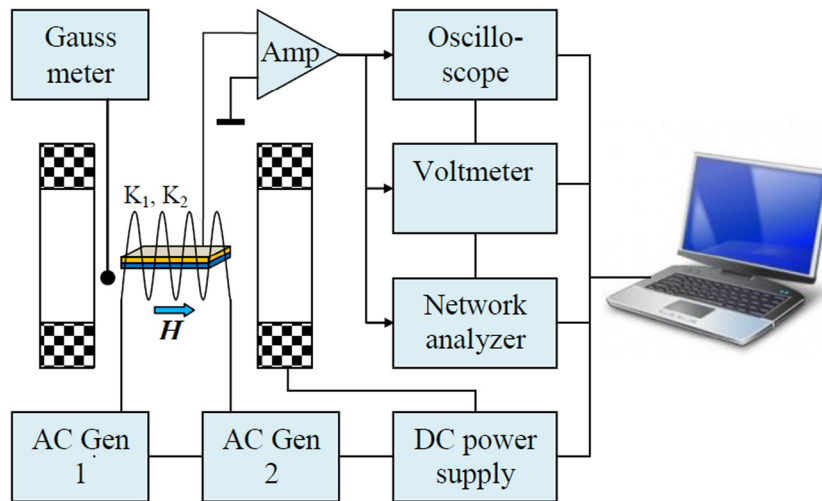 Gauss
meter
Amp
Oscillo-
scope
Voltmeter
K1, K2
H
Network
analyzer
AC Gen
1
AC Gen
2
DC power
supply